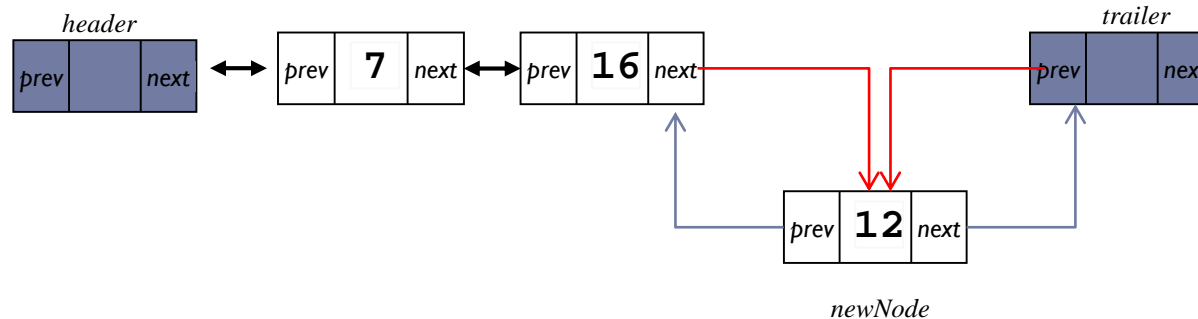 header
trailer
prev next
prev 7 next
prev 16 next
prev nex
prev 12 next
newNode